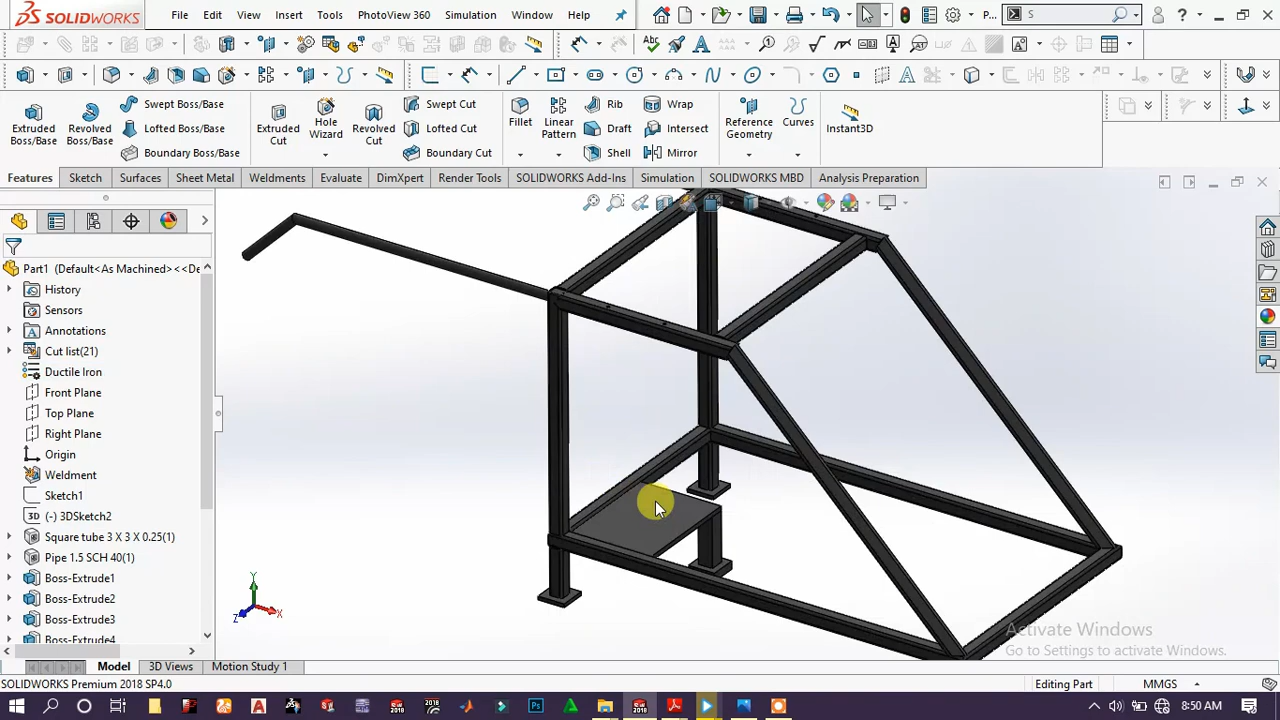 SOLIDWORKS File Edit View Insert Tools PhotoView 360 Simulation Window Help P... S
Extruded Boss/Base
Revolved Boss/Base
Swept Boss/Base
Lofted Boss/Base
Boundary Boss/Base
Extruded Cut
Hole Wizard
Revolved Cut
Swept Cut
Lofted Cut
Boundary Cut
Fillet
Linear Pattern
Rib
Draft
Shell
Wrap
Intersect
Mirror
Reference Geometry
Curves
Instant3D
Features Sketch Surfaces Sheet Metal Weldments Evaluate DimXpert Render Tools SOLIDWORKS Add-Ins Simulation SOLIDWORKS MBD Analysis Preparation
Part1 (Default<As Machined><<De
History
Sensors
Annotations
Cut list(21)
Ductile Iron
Front Plane
Top Plane
Right Plane
Origin
Weldment
Sketch1
3D (-) 3DSketch2
Square tube 3 X 3 X 0.25(1)
Pipe 1.5 SCH 40(1)
Boss-Extrude1
Boss-Extrude2
Boss-Extrude3
Boss-Extrude4
Y
Z X
Activate Windows
Go to Settings to activate Windows.
Model 3D Views Motion Study 1
SOLIDWORKS Premium 2018 SP4.0 Editing Part MMGS
8:50 AM